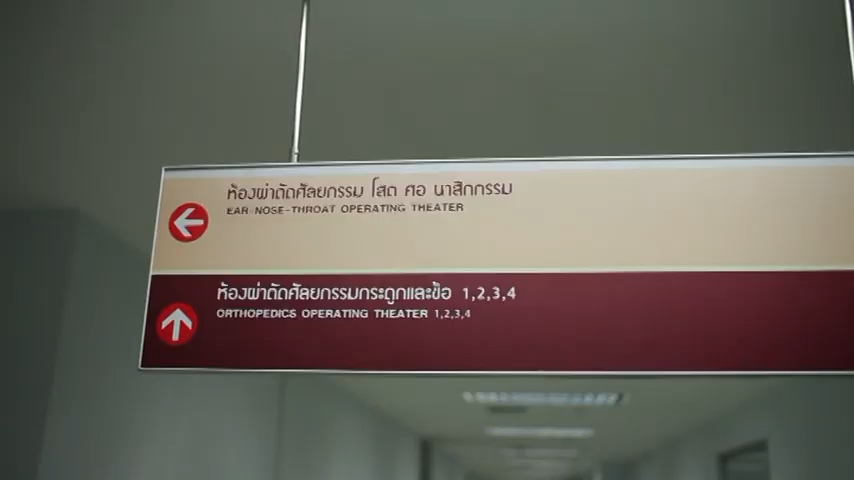 ห้องผ่าตัดศัลยกรรม โสต ศอ นาสิกกรรม
EAR-NOSE-THROAT OPERATING THEATER
ห้องผ่าตัดศัลยกรรมกระดูกและข้อ 1,2,3,4
ORTHOPEDICS OPERATING THEATER 1,2,3,4